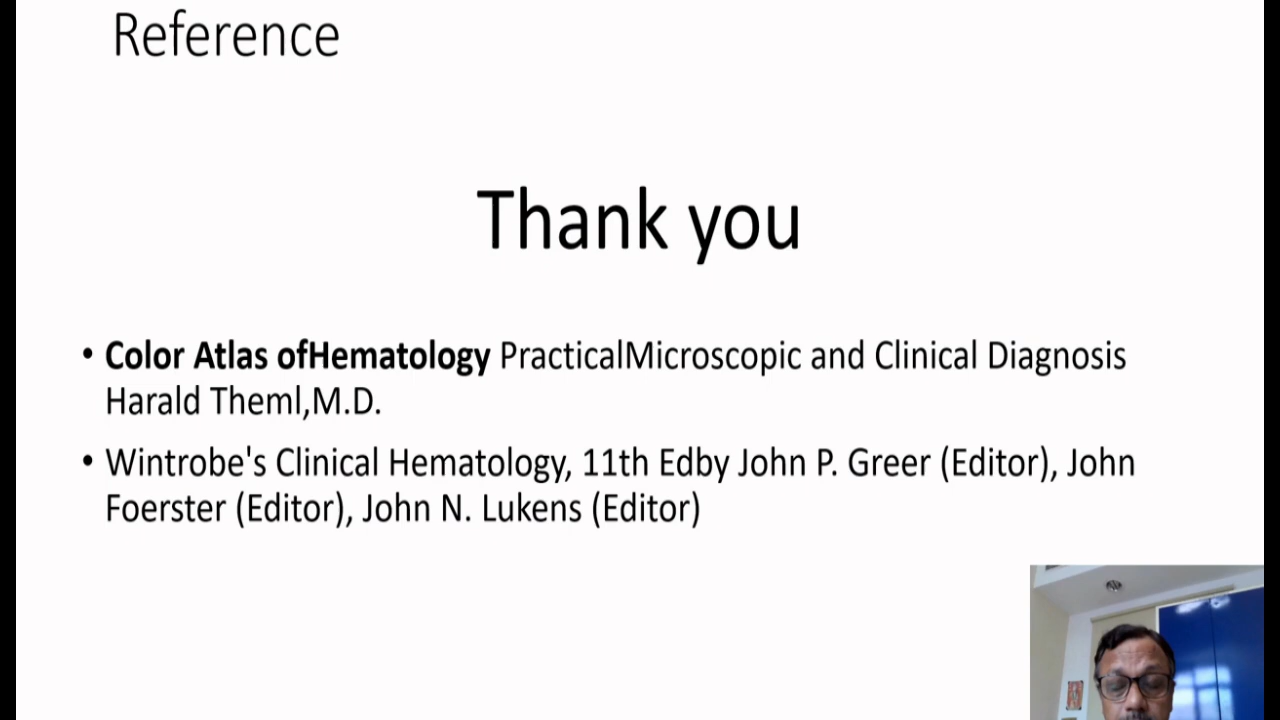 Reference
Thank you
• Color Atlas ofHematology PracticalMicroscopic and Clinical Diagnosis
Harald Theml,M.D.
• Wintrobe's Clinical Hematology, 11th Edby John P. Greer (Editor), John
Foerster (Editor), John N. Lukens (Editor)